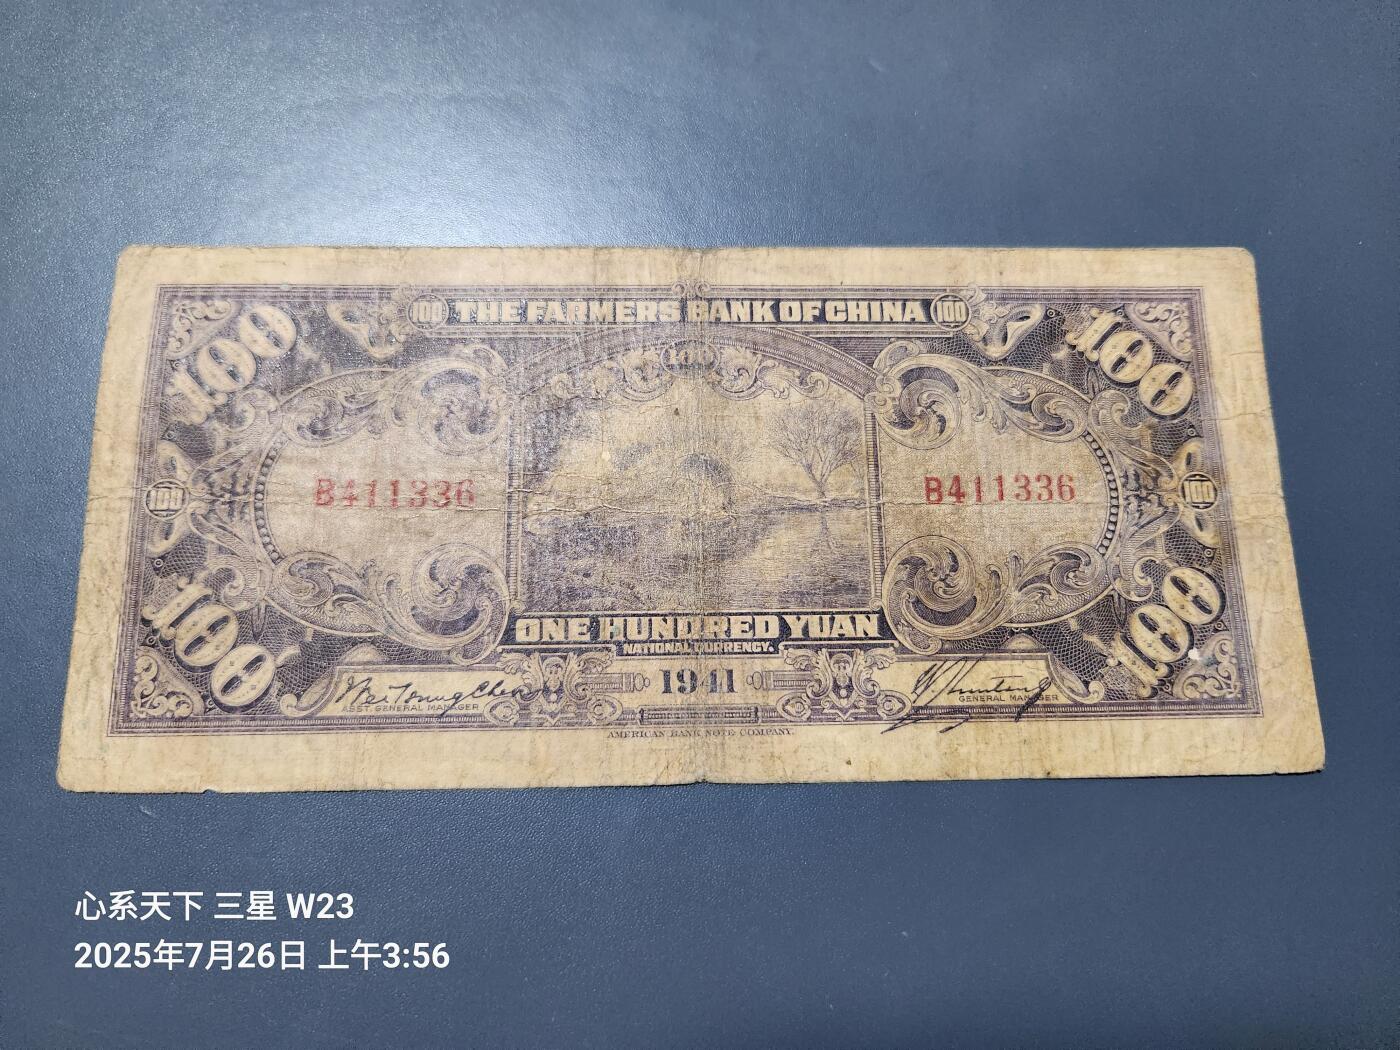 100 THE FARMERS BANK OF CHINA 100
100 100 100
B411336 B411336
100 100
ONE HUNDRED YUAN
NATIONAL CURRENCY.
100 1941 100
ASST. GENERAL MANAGER GENERAL MANAGER
AMERICAN BANK NOTE COMPANY.
心系天下 三星 W23
2025年7月26日 上午3:56